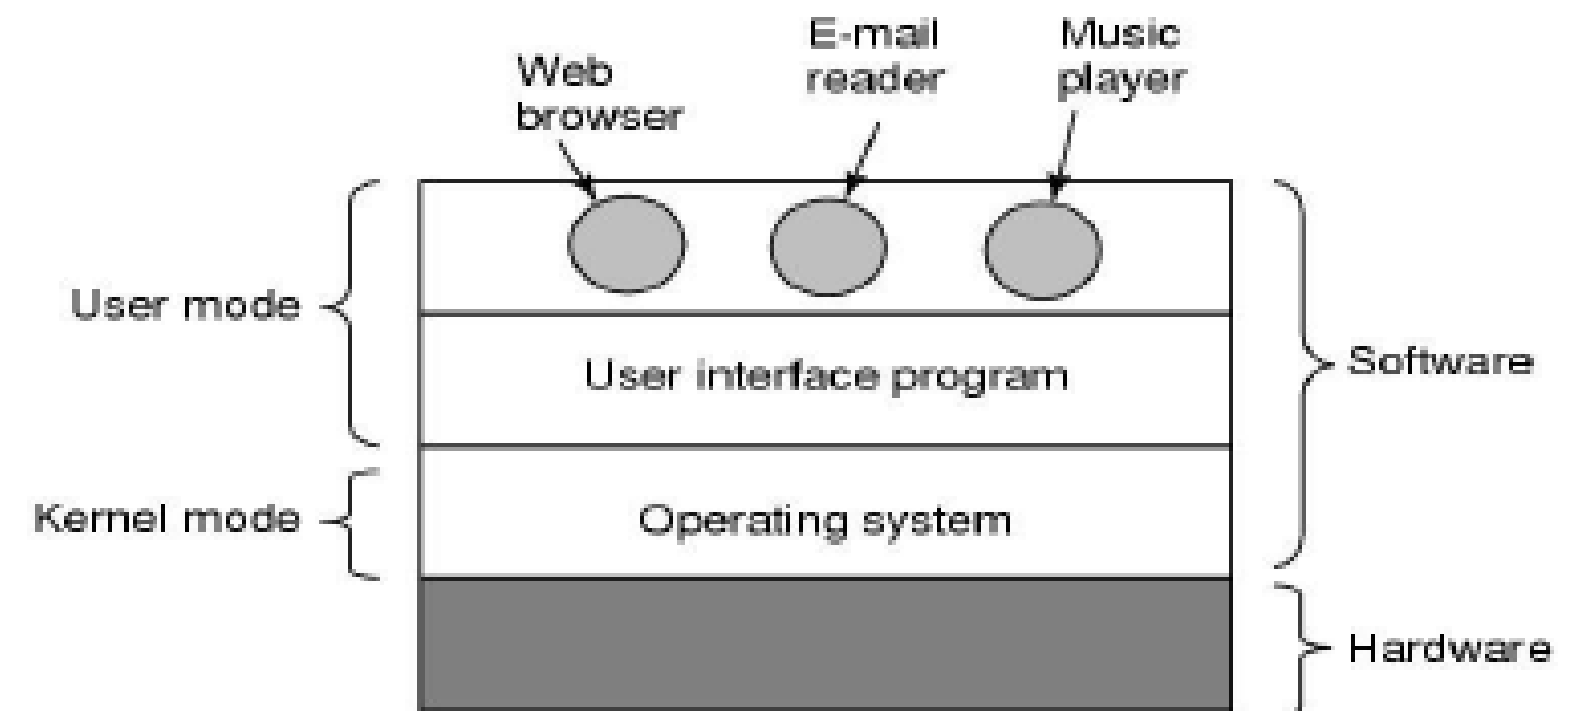 Web
browser
E-mail
reader
Music
player
User mode
User interface program
Software
Kernel mode
Operating system
Hardware